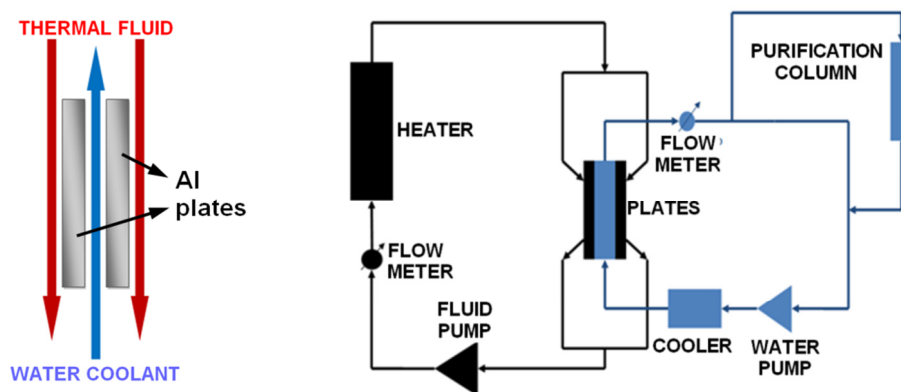 THERMAL FLUID
Al
plates
WATER COOLANT
HEATER
FLOW
METER
FLUID
PUMP
PLATES
FLOW
METER
PURIFICATION
COLUMN
COOLER
WATER
PUMP